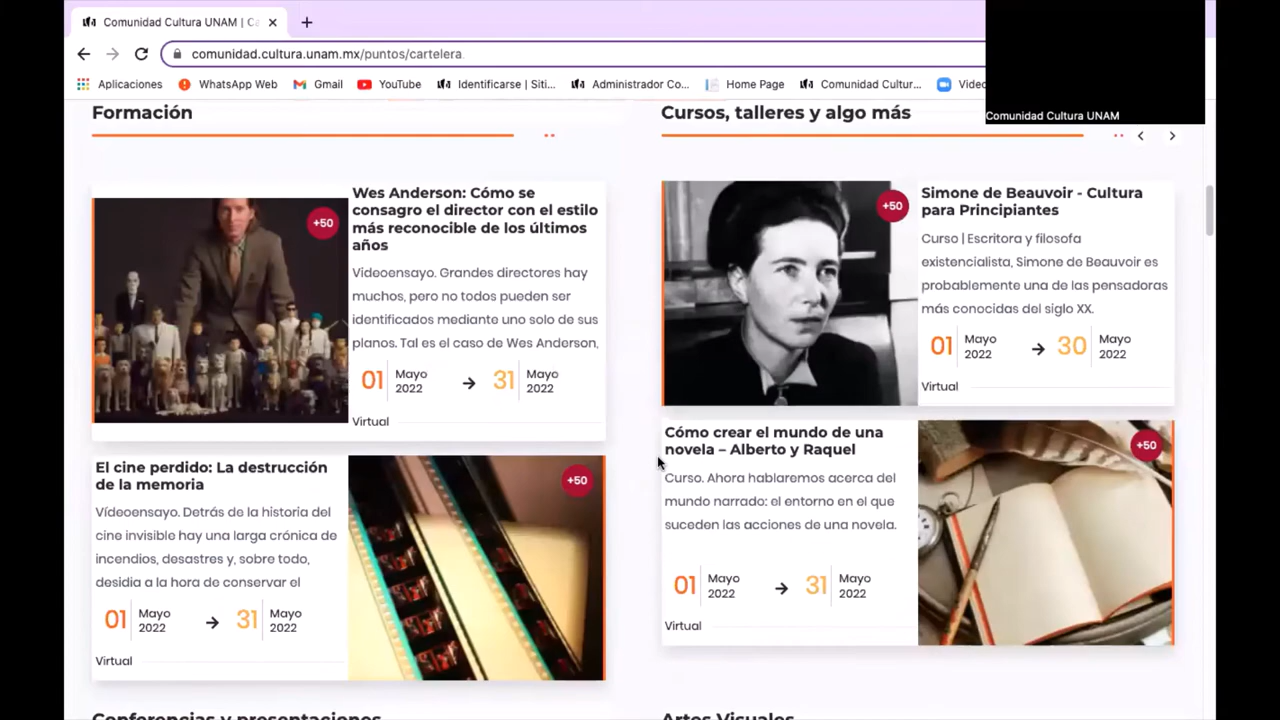 Comunidad Cultura UNAM | Ca
comunidad.cultura.unam.mx/puntos/cartelera
Aplicaciones
WhatsApp Web
Gmail
YouTube
Identificarse | Siti...
Administrador Co...
Home Page
Comunidad Cultur...
Comunidad Cultura UNAM
Formación
+50
Wes Anderson: Cómo se
consagro el director con el estilo
más reconocible de los últimos
años
Videoensayo. Grandes directores hay
muchos, pero no todos pueden ser
identificados mediante uno solo de sus
planos. Tal es el caso de Wes Anderson,
01 Mayo 2022 → 31 Mayo 2022
Virtual
El cine perdido: La destrucción
de la memoria
+50
Vídeoensayo. Detrás de la historia del
cine invisible hay una larga crónica de
incendios, desastres y, sobre todo,
desidia a la hora de conservar el
01 Mayo 2022 → 31 Mayo 2022
Virtual
Conferencias y presentaciones
Cursos, talleres y algo más
+50
Simone de Beauvoir - Cultura
para Principiantes
Curso | Escritora y filosofa
existencialista, Simone de Beauvoir es
probablemente una de las pensadoras
más conocidas del siglo XX.
01 Mayo 2022 → 30 Mayo 2022
Virtual
Cómo crear el mundo de una
novela – Alberto y Raquel
+50
Curso. Ahora hablaremos acerca del
mundo narrado: el entorno en el que
suceden las acciones de una novela.
01 Mayo 2022 → 31 Mayo 2022
Virtual
Artes Visuales